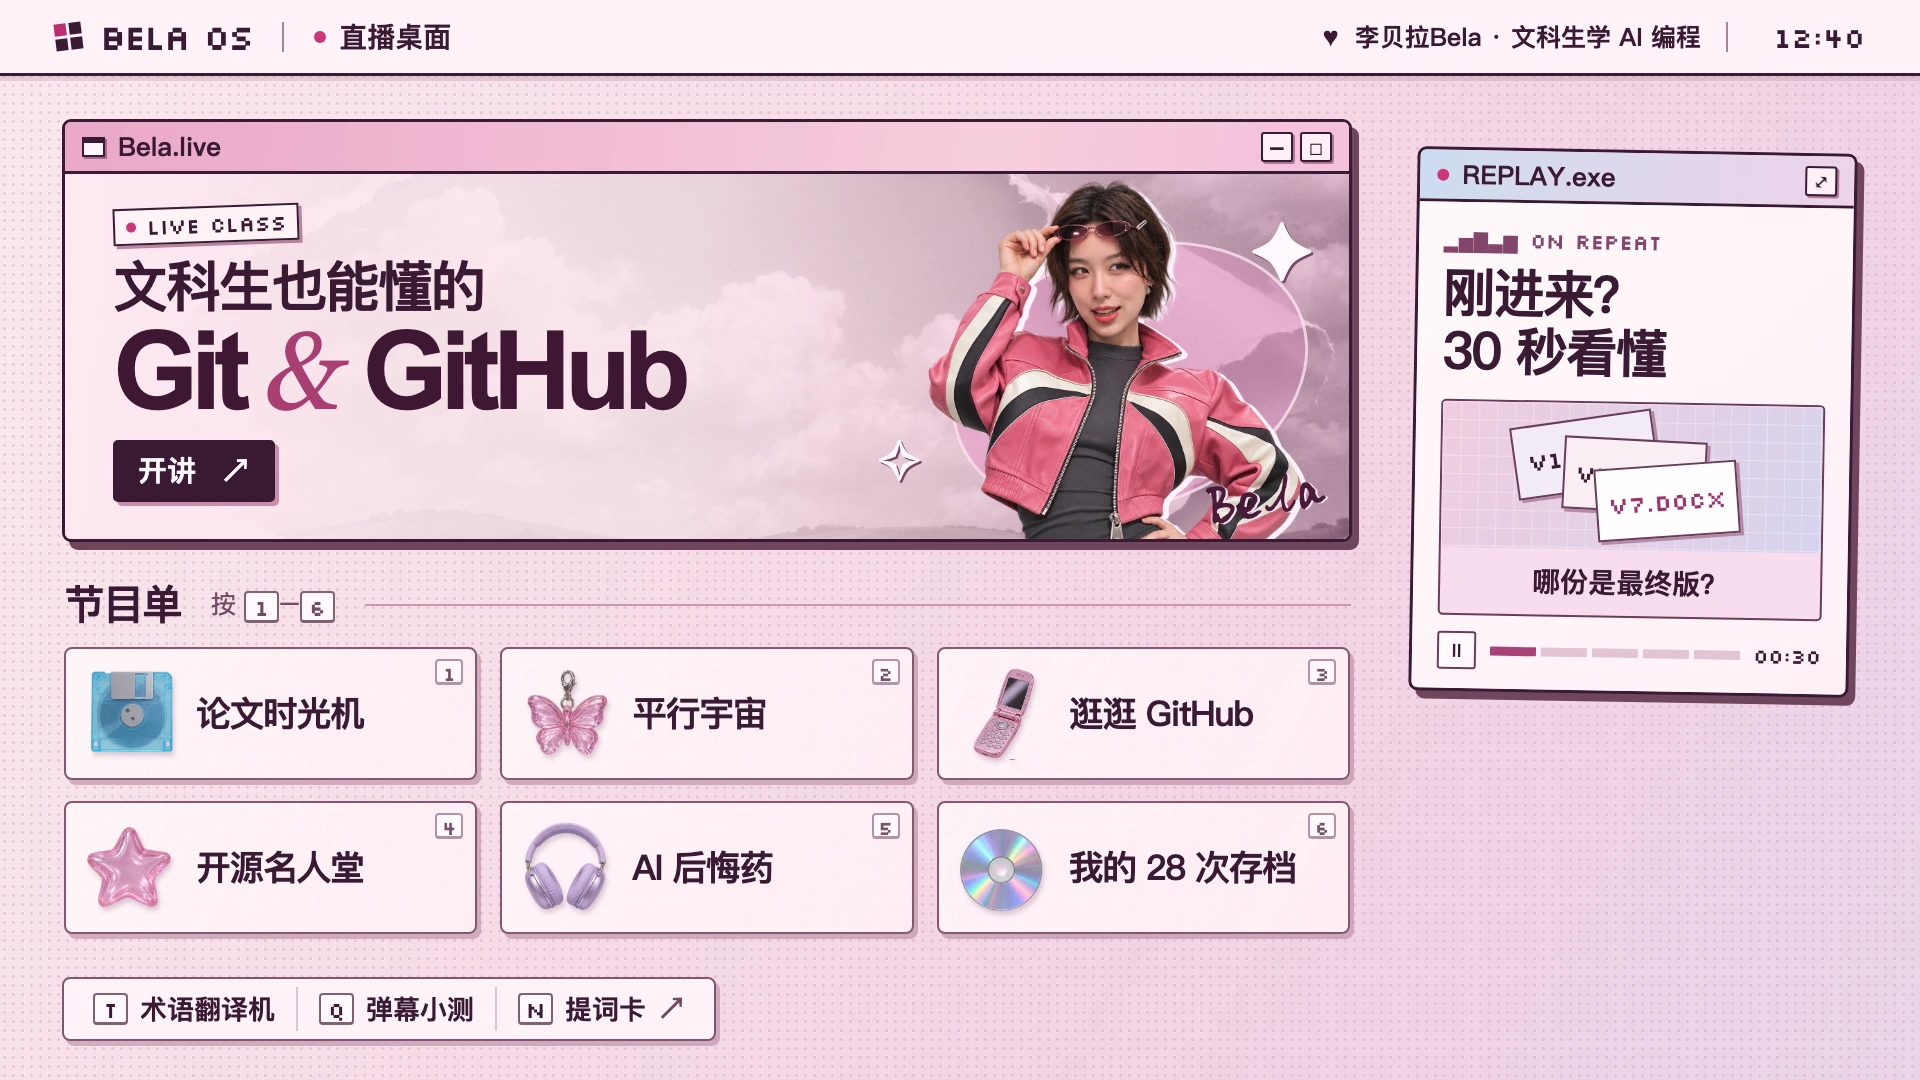 BELA OS
直播桌面
♥ 李贝拉Bela · 文科生学 AI 编程
12:40
Bela.live
LIVE CLASS
文科生也能懂的
Git & GitHub
开讲 ↗
Bela
REPLAY.exe
ON REPEAT
刚进来?
30 秒看懂
V1
V7.DOCX
哪份是最终版?
00:30
节目单 按 1—6
1
论文时光机
2
平行宇宙
3
逛逛 GitHub
4
开源名人堂
5
AI 后悔药
6
我的 28 次存档
T 术语翻译机
Q 弹幕小测
N 提词卡 ↗